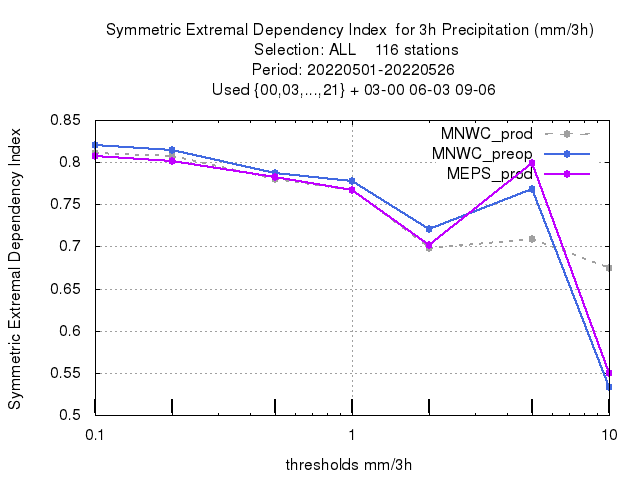 Symmetric Extremal Dependency Index  for 3h Precipitation (mm/3h)
Selection: ALL    116 stations
Period: 20220501-20220526
Used {00,03,...,21} + 03-00 06-03 09-06
Symmetric Extremal Dependency Index
0.85
0.8
0.75
0.7
0.65
0.6
0.55
0.5
MNWC_prod
MNWC_preop
MEPS_prod
0.1
1
10
thresholds mm/3h